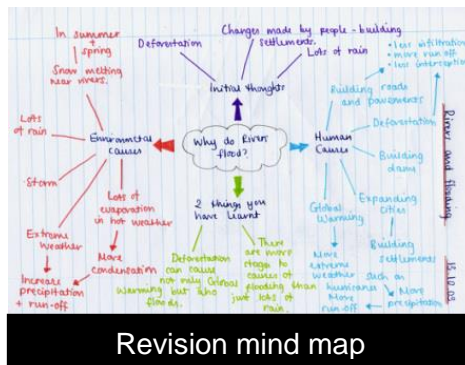 In summer
+
spring
Snow melting
near rivers.
Deforestation
Changes made by people - building
settlements.
Lots of rain
Initial thoughts
• less infiltration
• more run off
• less interception
Building roads
and pavements
Lots
of rain
Environmetal
causes
Why do Rivers
flood?
Human
Causes
Deforestation
River and flooding
Storm
Building
dams
Lots of
evaporation
in hot weather
2 things you
have learnt
Global
Warming
Expanding
cities
Extreme
weather
More
condensation
Increase
precipitation
+ run-off
Deforestation
can cause
not only Global
Warming but also
floods.
There
are more
stages to
causes of
flooding than
just lots of
rain.
More
extreme
weather such as
hurricanes
More
run-off
Building
settlements
More
precipitation
Revision mind map